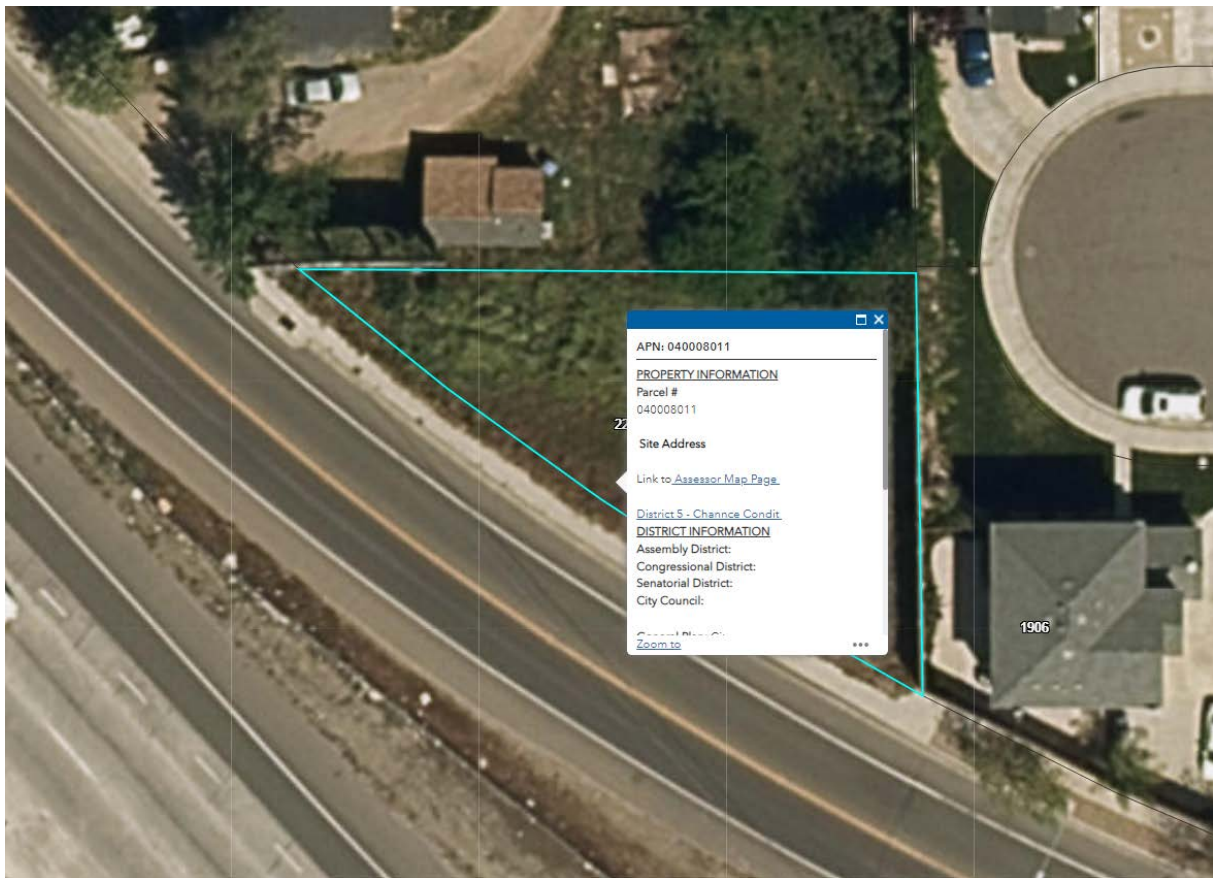 APN: 040008011
PROPERTY INFORMATION
Parcel #
040008011
Site Address
22
Link to Assessor Map Page
District 5 - Channce Condit
DISTRICT INFORMATION
Assembly District:
Congressional District:
Senatorial District:
City Council:
1906
Zoom to